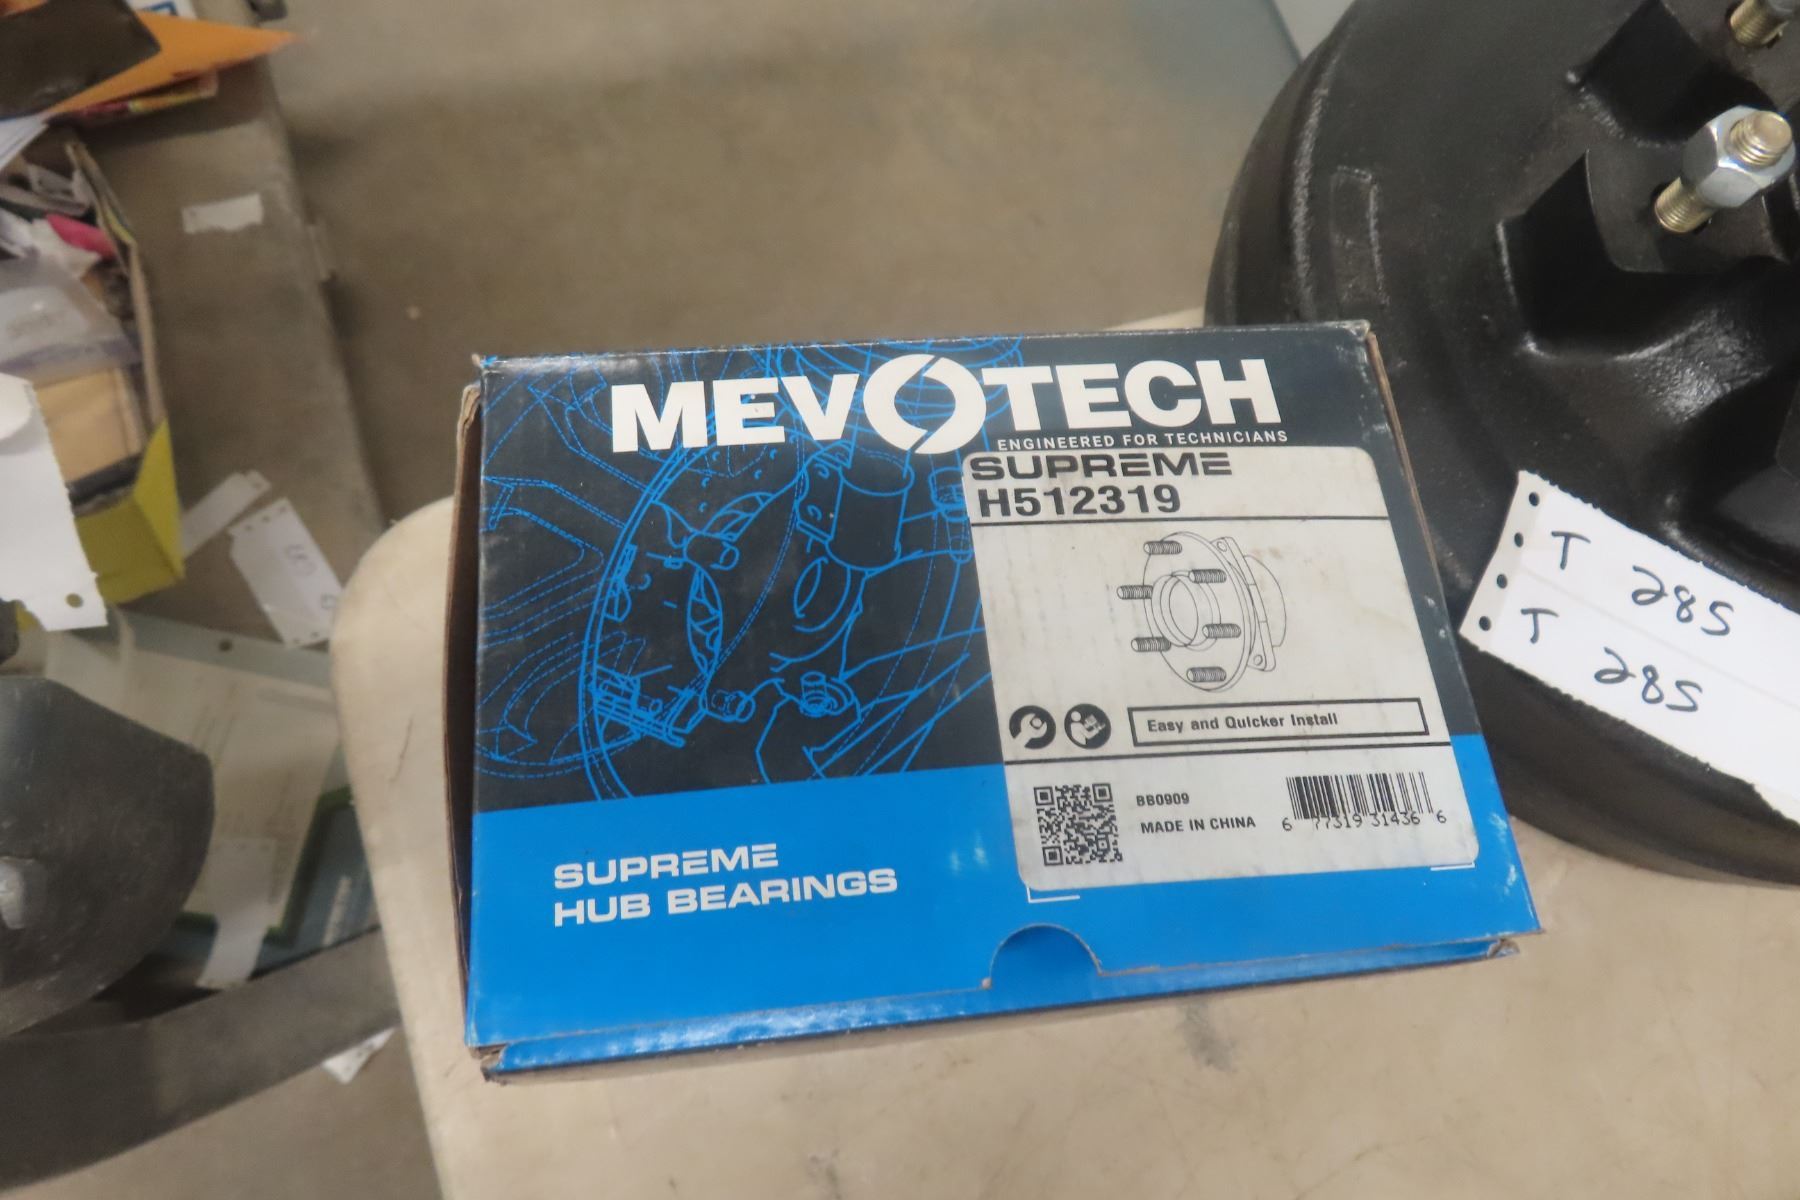 MEVOTECH
ENGINEERED FOR TECHNICIANS
SUPREME
H512319
Easy and Quicker Install
BB0909
MADE IN CHINA
6 77319 31436 6
SUPREME
HUB BEARINGS
T 285
T 285